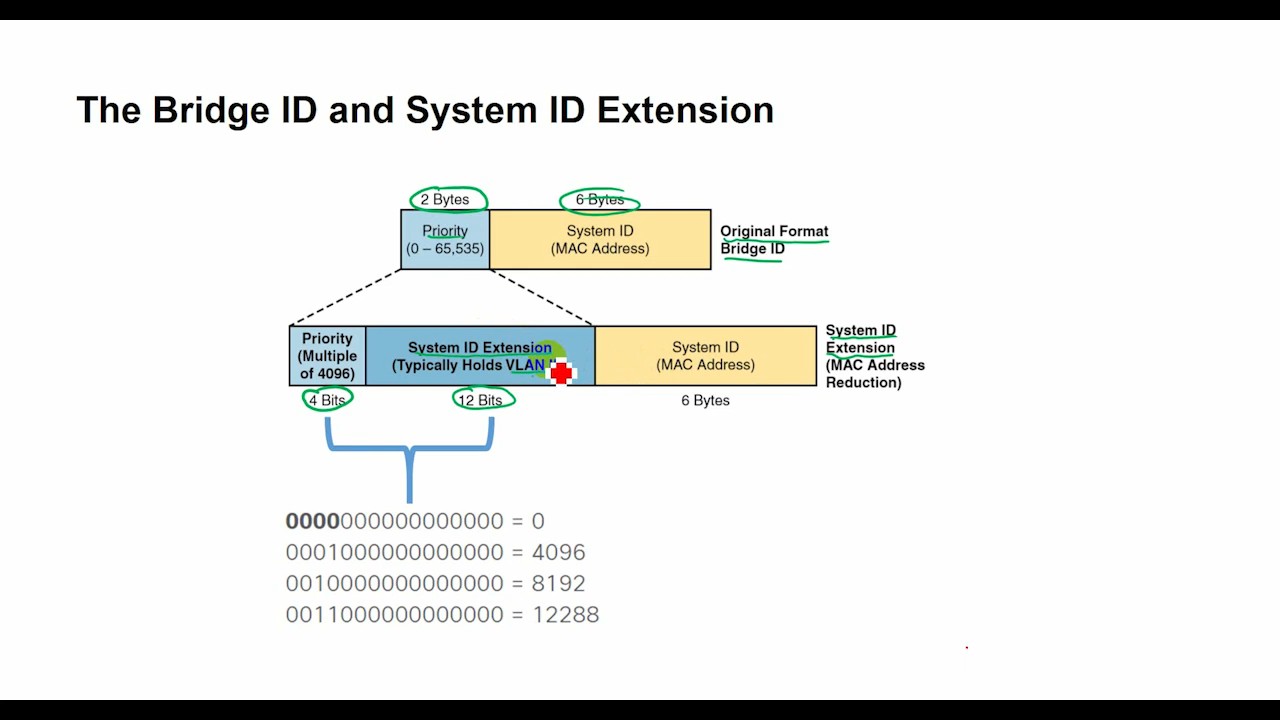 The Bridge ID and System ID Extension
2 Bytes
6 Bytes
Priority
(0 – 65,535)
System ID
(MAC Address)
Original Format
Bridge ID
Priority
(Multiple
of 4096)
System ID Extension
(Typically Holds VLAN
System ID
(MAC Address)
System ID
Extension
(MAC Address
Reduction)
4 Bits
12 Bits
6 Bytes
0000000000000000 = 0
0001000000000000 = 4096
0010000000000000 = 8192
0011000000000000 = 12288